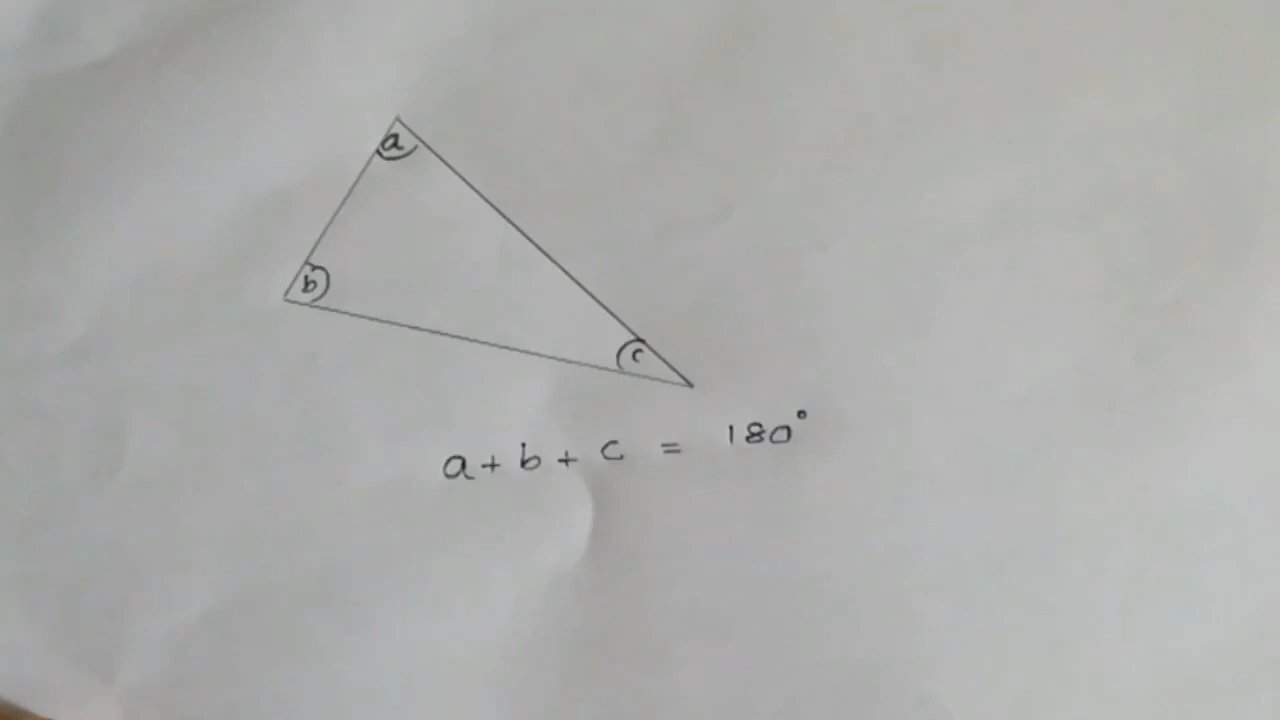 a
b
c
a + b + c = 180°